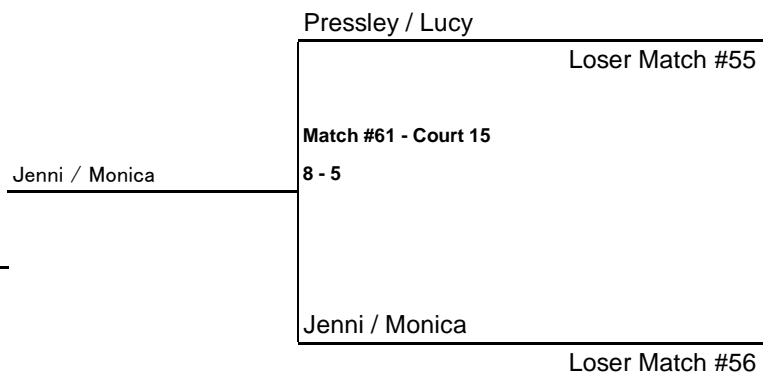 Pressley / Lucy
Loser Match #55
Match #61 - Court 15
Jenni / Monica
8 - 5
Jenni / Monica
Loser Match #56